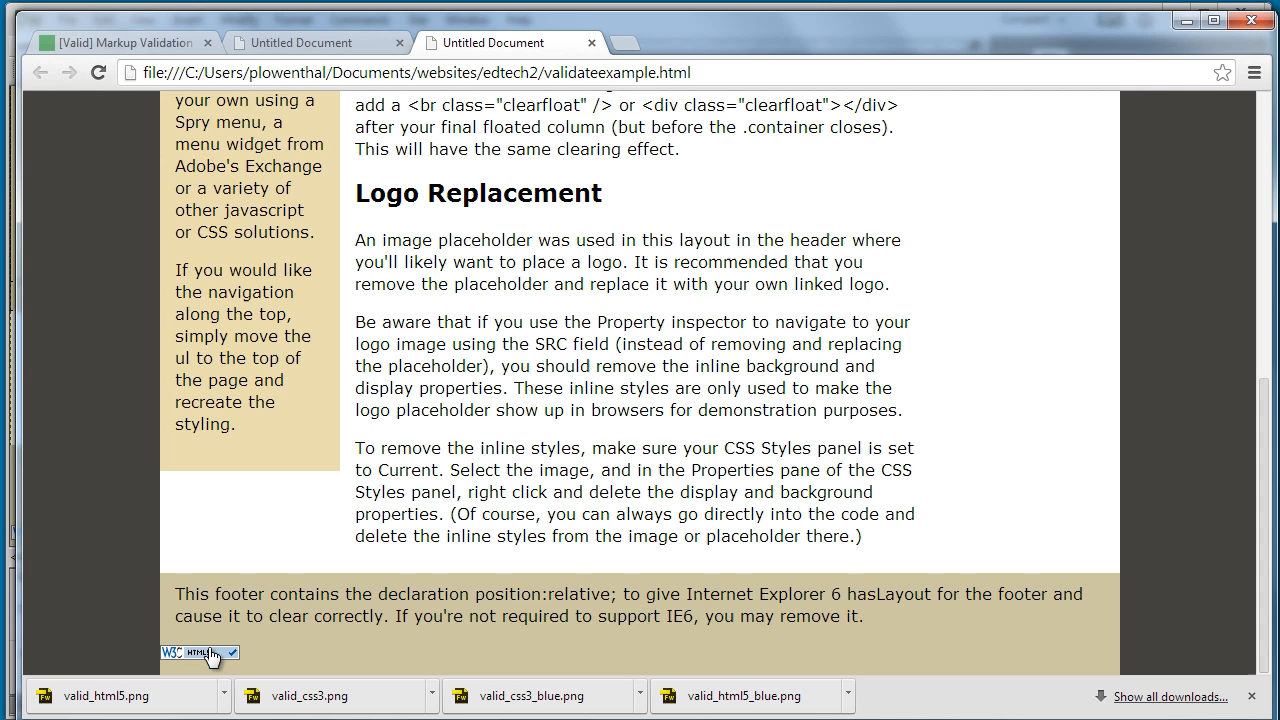 [Valid] Markup Validation
Untitled Document
Untitled Document
file:///C:/Users/plowenthal/Documents/websites/edtech2/validateexample.html
your own using a
Spry menu, a
menu widget from
Adobe's Exchange
or a variety of
other javascript
or CSS solutions.
If you would like
the navigation
along the top,
simply move the
ul to the top of
the page and
recreate the
styling.
add a <br class="clearfloat" /> or <div class="clearfloat"></div>
after your final floated column (but before the .container closes).
This will have the same clearing effect.
Logo Replacement
An image placeholder was used in this layout in the header where
you'll likely want to place a logo. It is recommended that you
remove the placeholder and replace it with your own linked logo.
Be aware that if you use the Property inspector to navigate to your
logo image using the SRC field (instead of removing and replacing
the placeholder), you should remove the inline background and
display properties. These inline styles are only used to make the
logo placeholder show up in browsers for demonstration purposes.
To remove the inline styles, make sure your CSS Styles panel is set
to Current. Select the image, and in the Properties pane of the CSS
Styles panel, right click and delete the display and background
properties. (Of course, you can always go directly into the code and
delete the inline styles from the image or placeholder there.)
This footer contains the declaration position:relative; to give Internet Explorer 6 hasLayout for the footer and
cause it to clear correctly. If you're not required to support IE6, you may remove it.
W3C
valid_html5.png
valid_css3.png
valid_css3_blue.png
valid_html5_blue.png
Show all downloads...